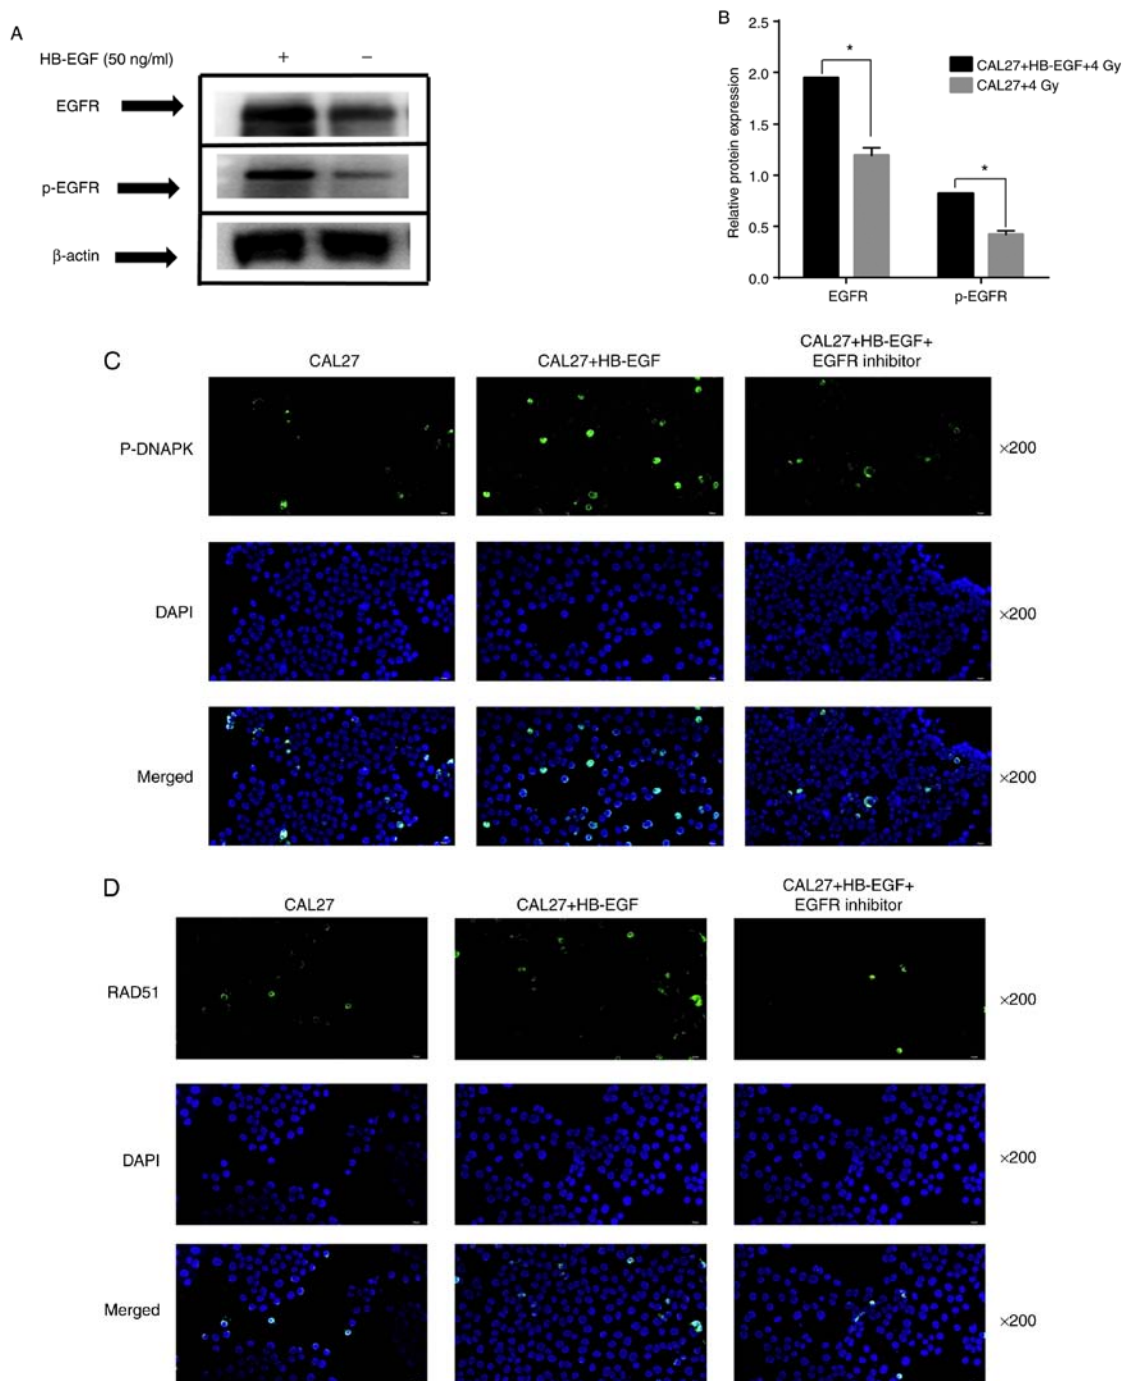 A
HB-EGF (50 ng/ml) + −
EGFR
p-EGFR
β-actin
B
2.5
2.0
1.5
1.0
0.5
0.0
Relative protein expression
*
*
CAL27+HB-EGF+4 Gy
CAL27+4 Gy
EGFR p-EGFR
C
CAL27 CAL27+HB-EGF CAL27+HB-EGF+
EGFR inhibitor
P-DNAPK ×200
DAPI ×200
Merged ×200
D
CAL27 CAL27+HB-EGF CAL27+HB-EGF+
EGFR inhibitor
RAD51 ×200
DAPI ×200
Merged ×200